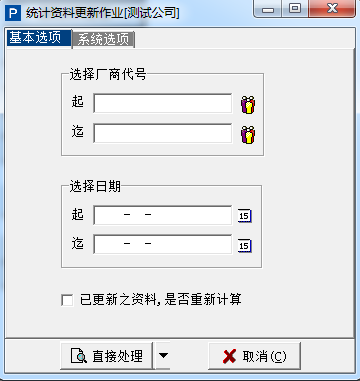 P 统计资料更新作业[测试公司]
基本选项 系统选项
选择厂商代号
起
迄
选择日期
起 - - 15
迄 - - 15
已更新之资料,是否重新计算
直接处理 取消(C)